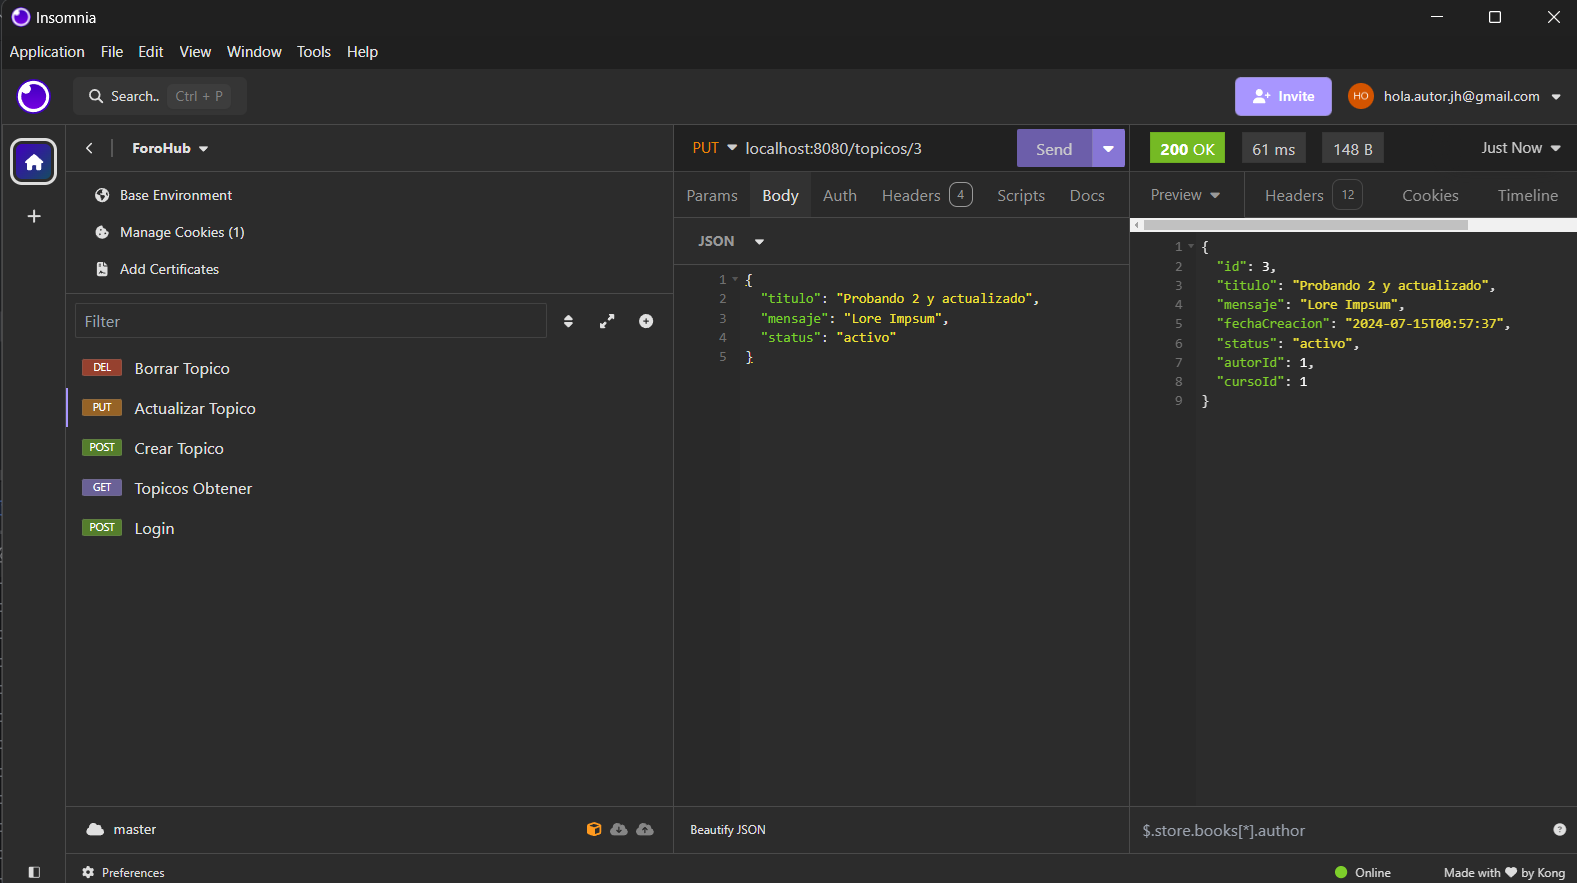 Insomnia
Application File Edit View Window Tools Help
Search.. Ctrl + P
Invite
HO hola.autor.jh@gmail.com
ForoHub
Base Environment
Manage Cookies (1)
Add Certificates
Filter
DEL Borrar Topico
PUT Actualizar Topico
POST Crear Topico
GET Topicos Obtener
POST Login
master
Preferences
PUT localhost:8080/topicos/3 Send
Params Body Auth Headers 4 Scripts Docs
JSON
1 {
2 "titulo": "Probando 2 y actualizado",
3 "mensaje": "Lore Impsum",
4 "status": "activo"
5 }
Beautify JSON
200 OK 61 ms 148 B Just Now
Preview Headers 12 Cookies Timeline
1 {
2 "id": 3,
3 "titulo": "Probando 2 y actualizado",
4 "mensaje": "Lore Impsum",
5 "fechaCreacion": "2024-07-15T00:57:37",
6 "status": "activo",
7 "autorId": 1,
8 "cursoId": 1
9 }
$.store.books[*].author
Online Made with ❤ by Kong